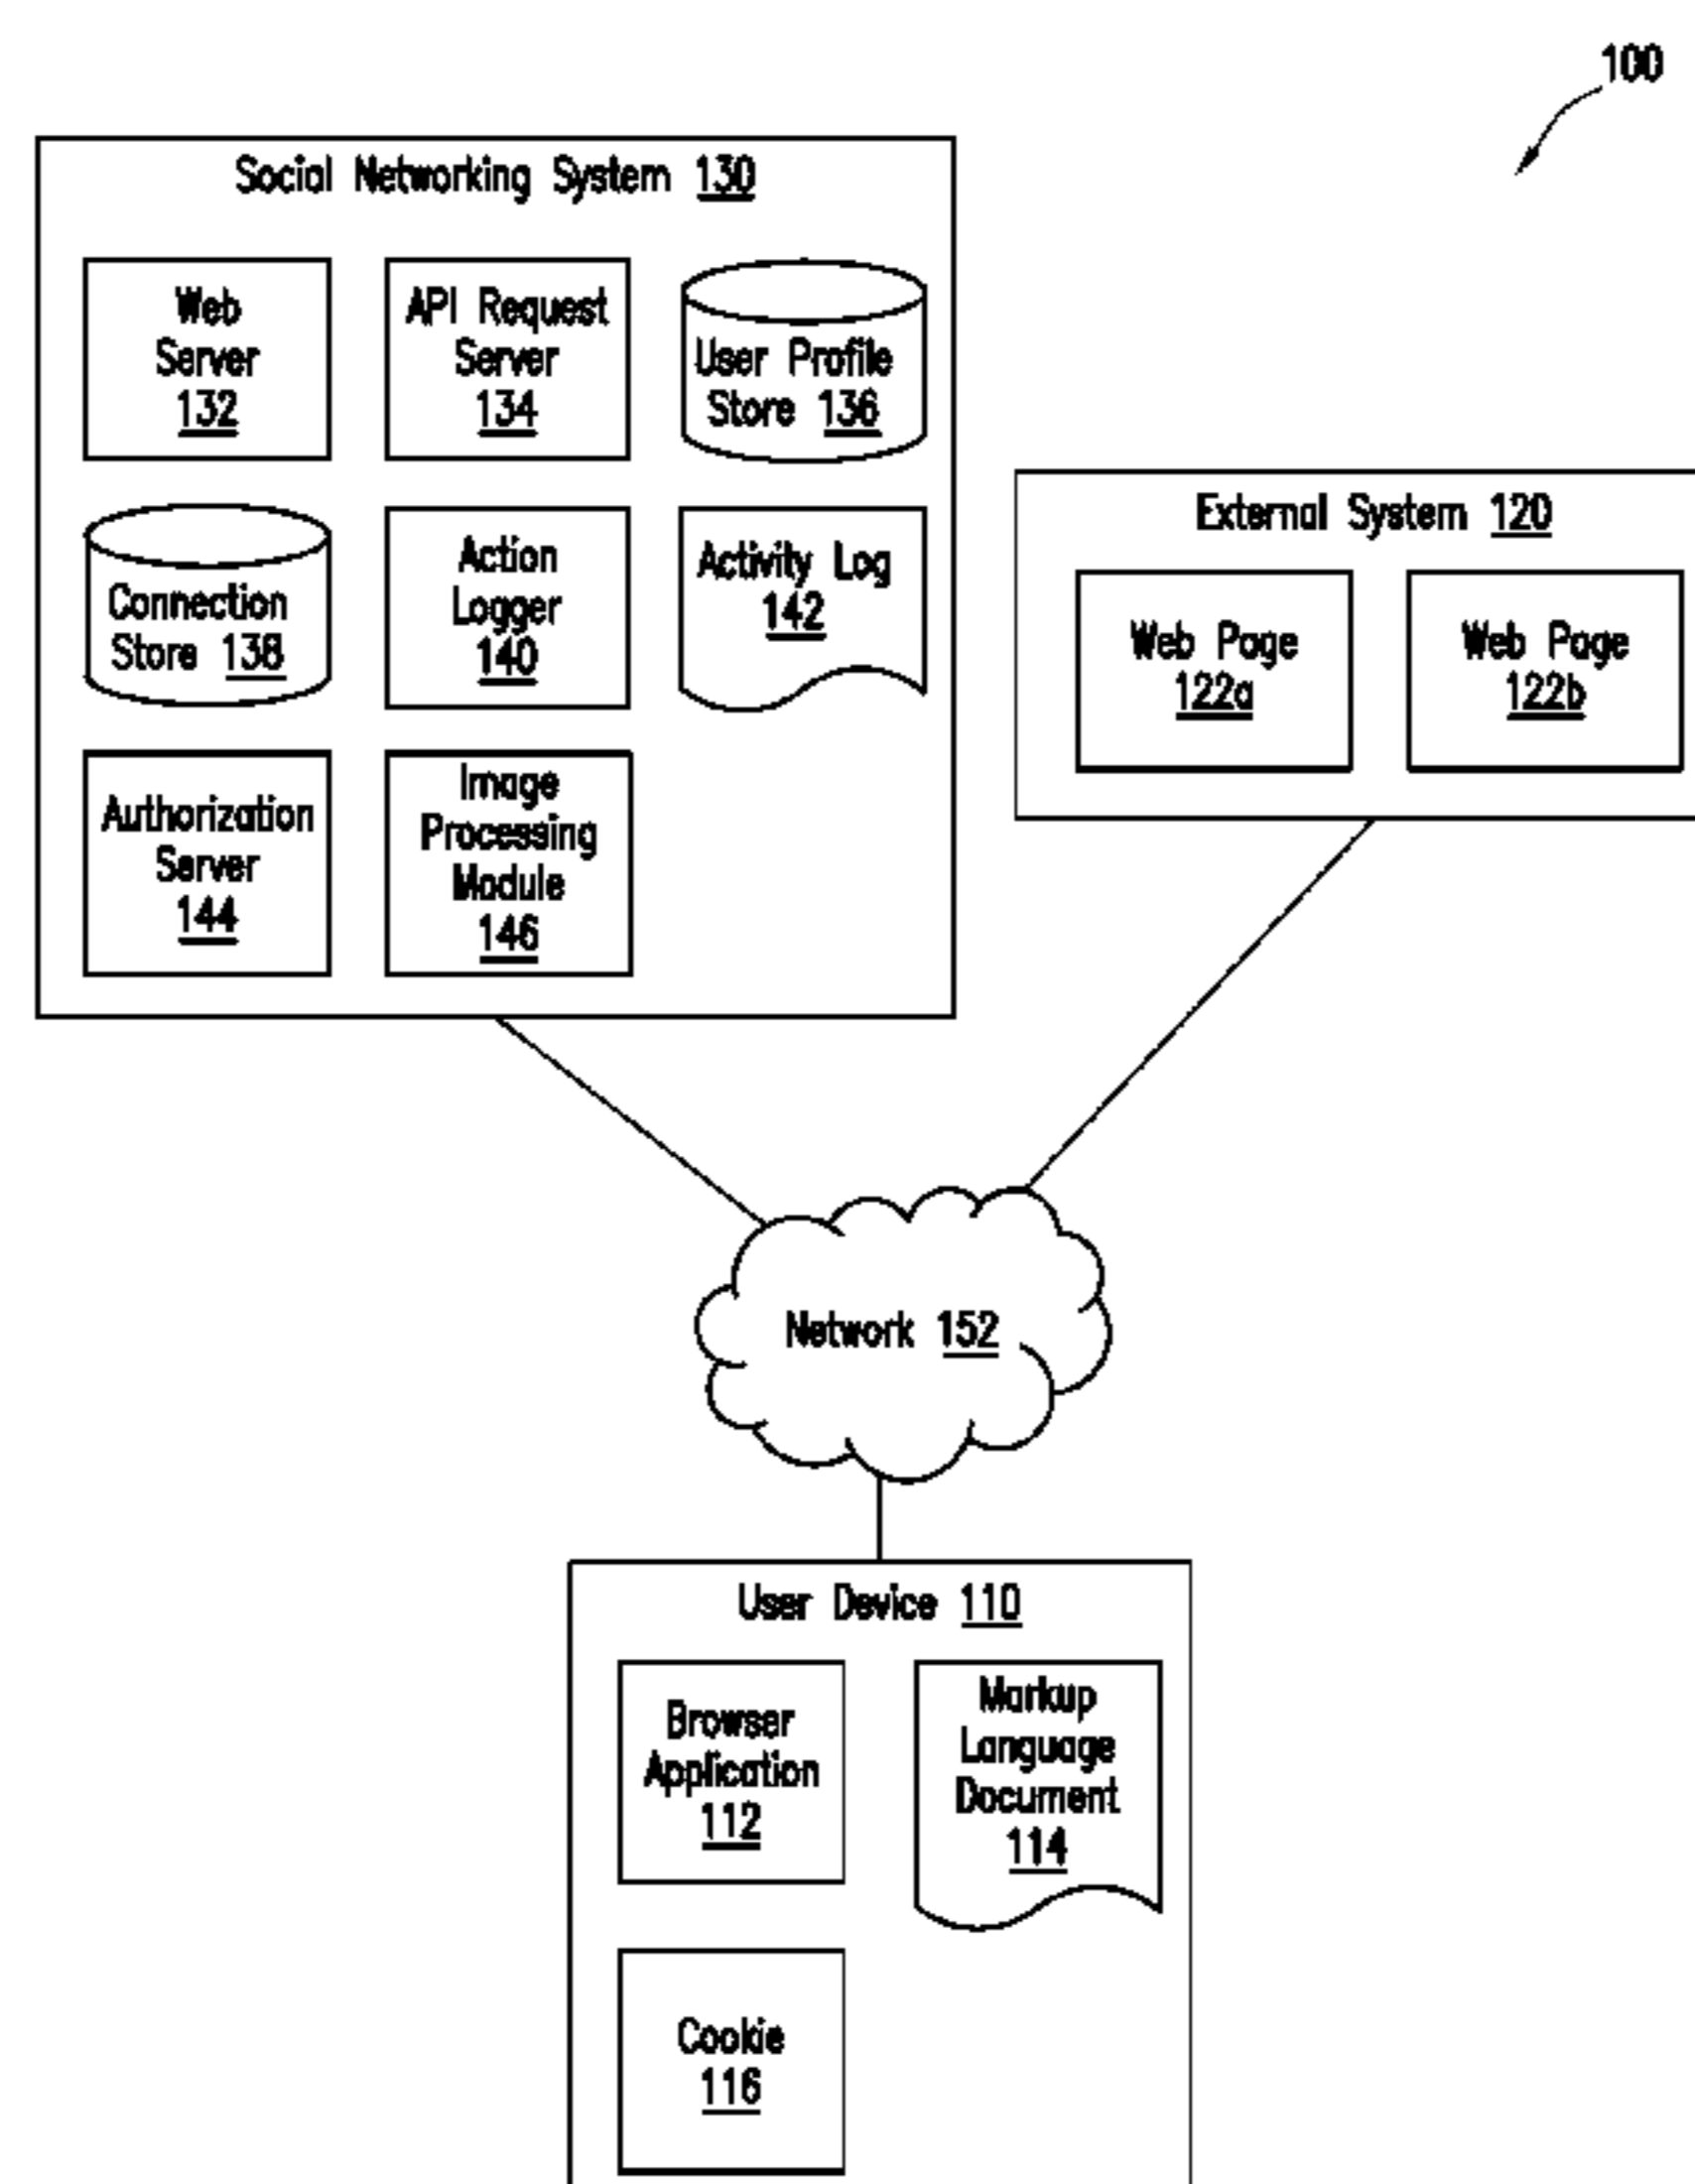 100
Social Networking System 130
Web
Server
132
API Request
Server
134
User Profile
Store 136
Connection
Store 138
Action
Logger
140
Activity Log
142
Authorization
Server
144
Image
Processing
Module
146
External System 120
Web Page
122a
Web Page
122b
Network 152
User Device 110
Browser
Application
112
Markup
Language
Document
114
Cookie
116